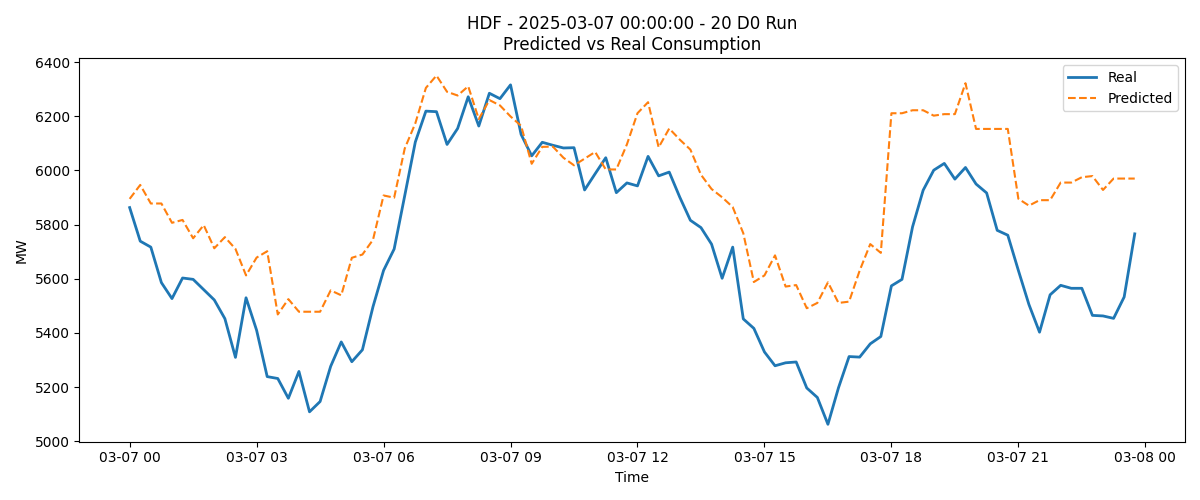 HDF - 2025-03-07 00:00:00 - 20 D0 Run
Predicted vs Real Consumption
6400
6200
6000
5800
5600
5400
5200
5000
MW
Real
Predicted
03-07 00
03-07 03
03-07 06
03-07 09
03-07 12
03-07 15
03-07 18
03-07 21
03-08 00
Time